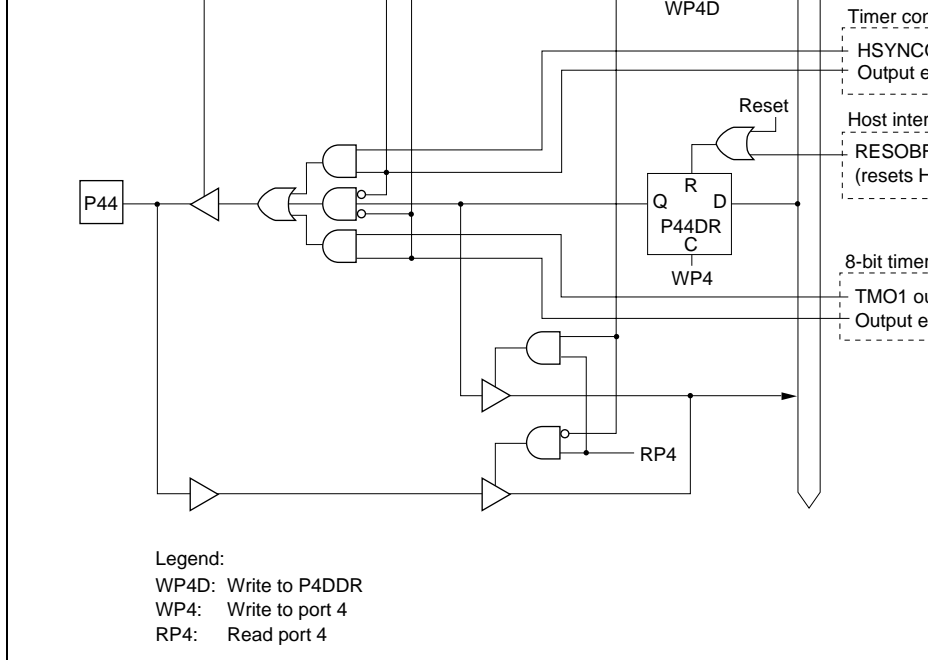 WP4D
Timer con
HSYNCO
Output e
Reset
Host inter
RESOBF
(resets H
R
P44
Q
D
P44DR
C
WP4
8-bit timer
TMO1 ou
Output e
RP4
Legend:
WP4D: Write to P4DDR
WP4: Write to port 4
RP4: Read port 4